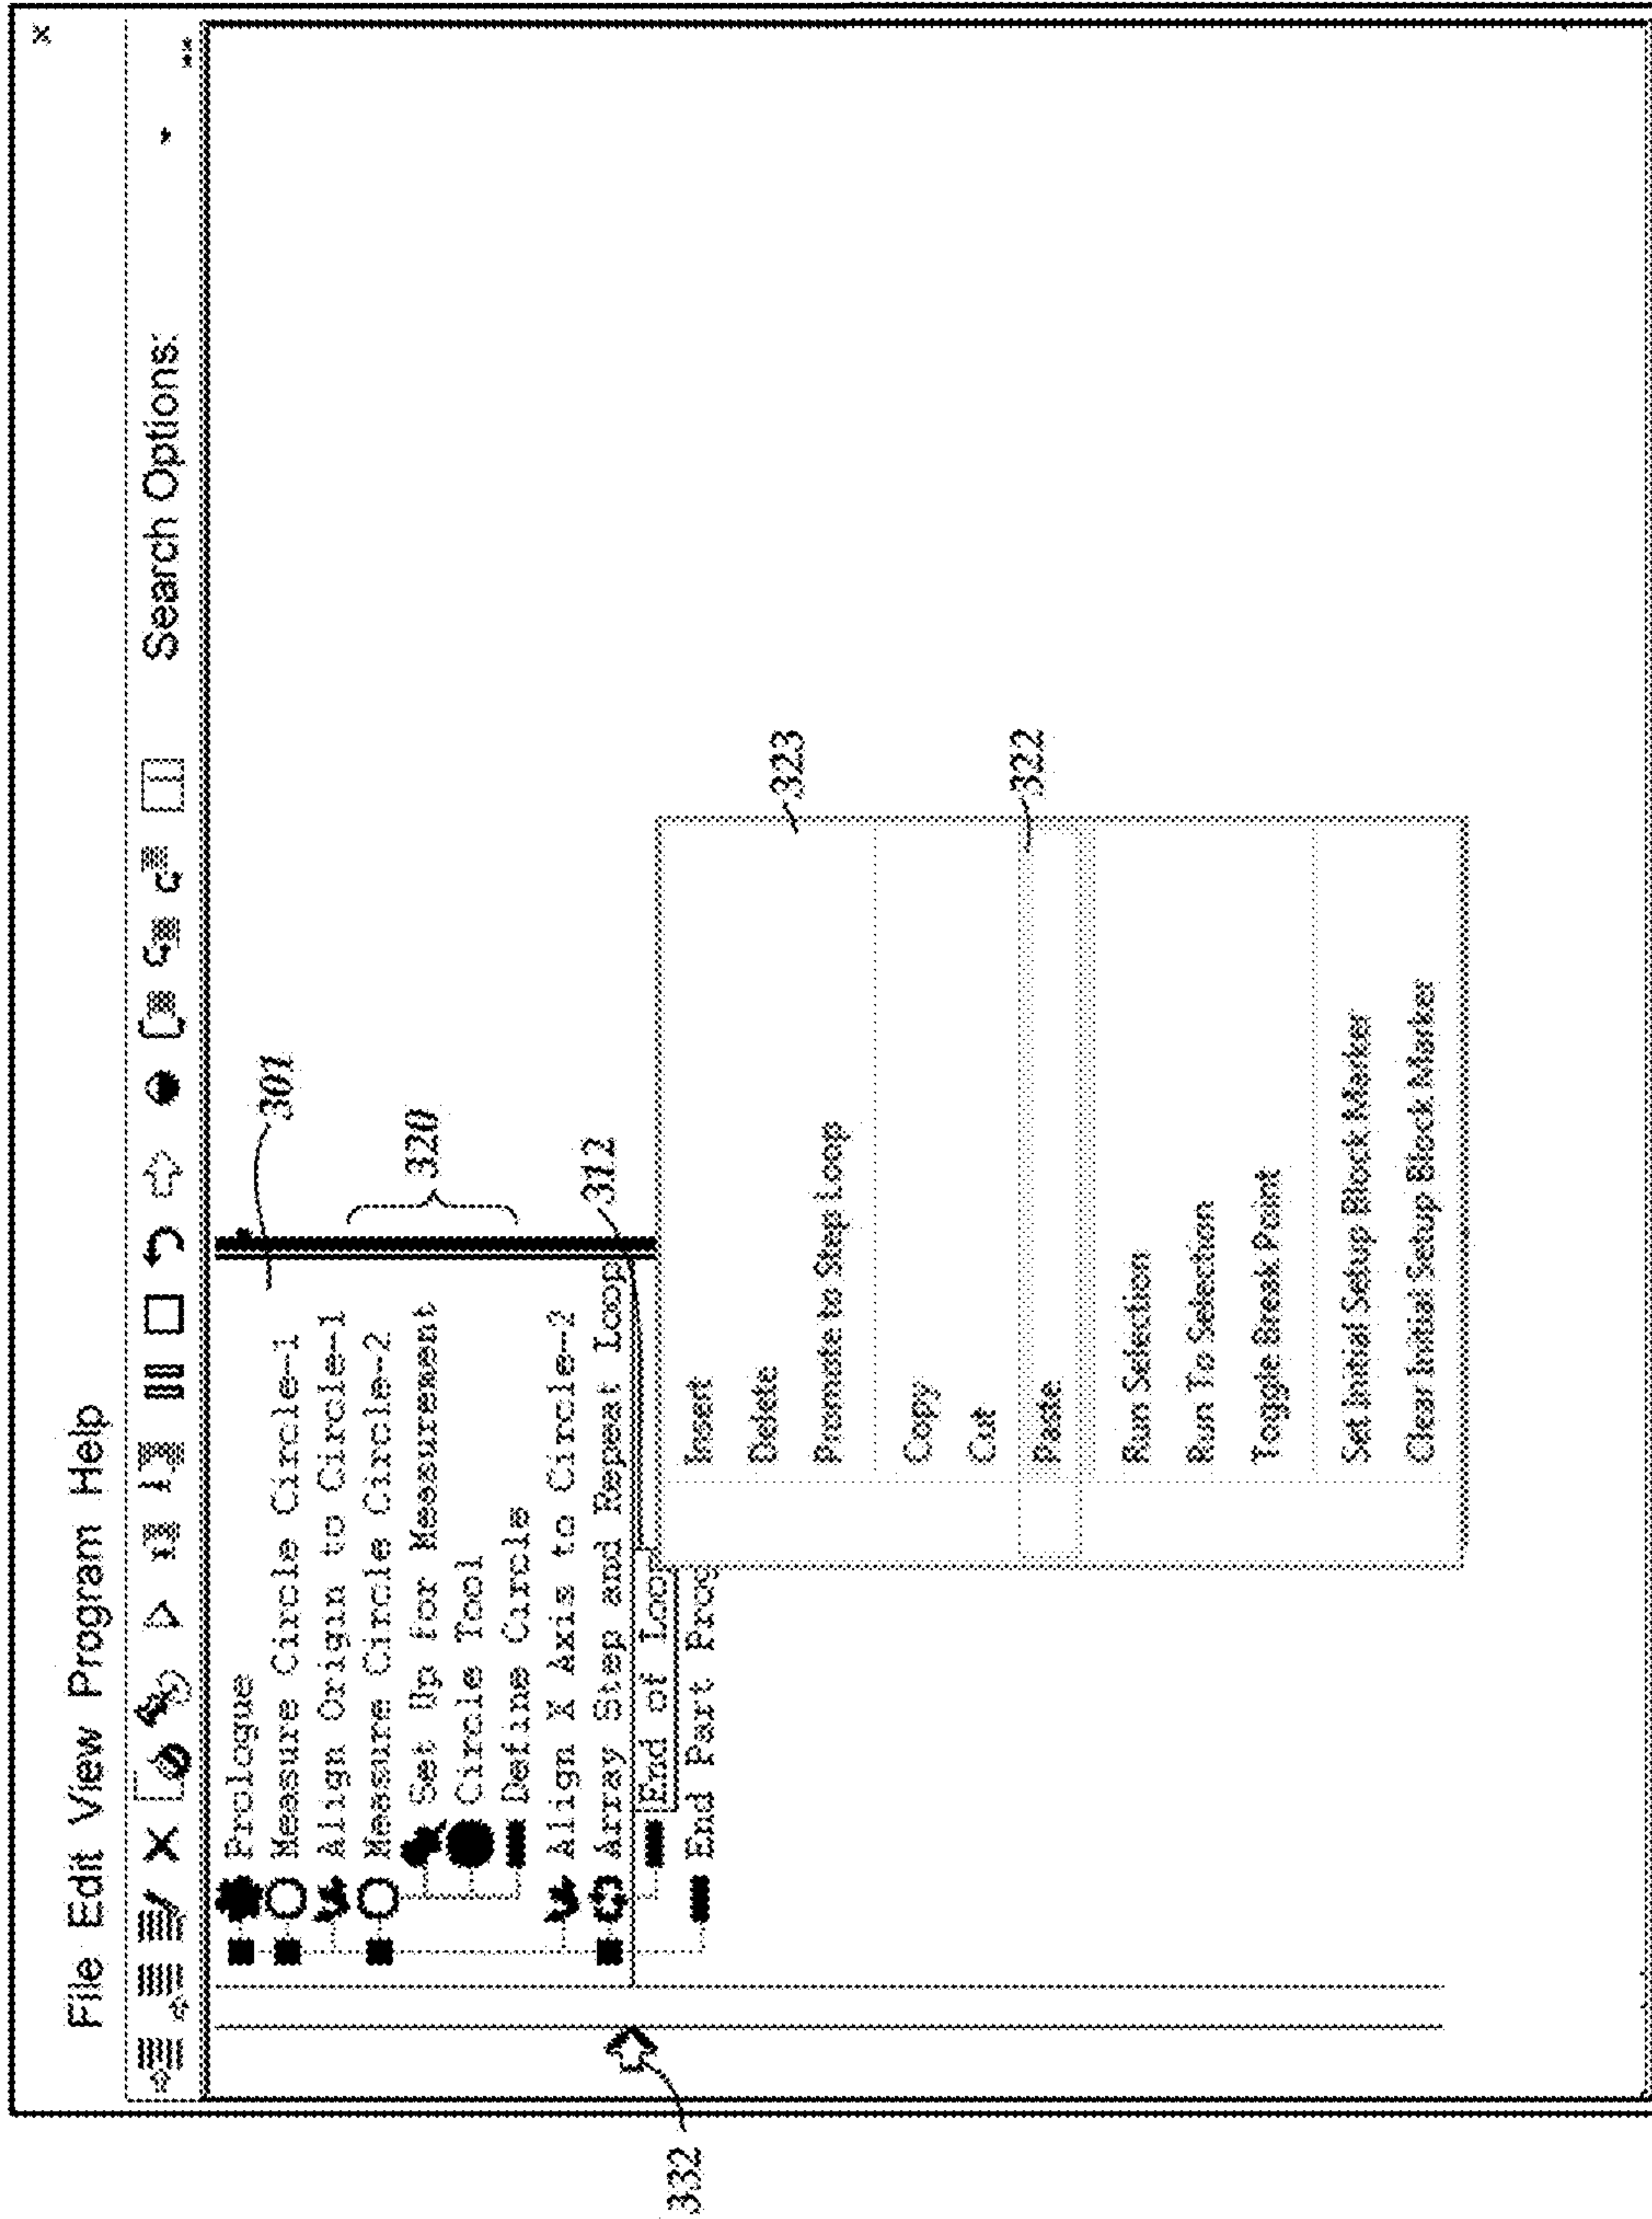 File Edit View Program Help
Search Options:
Prologue
Measure Circle Circle-1
Align Origin to Circle-1
Measure Circle Circle-2
Set Up for Measurement
Circle Tool
Define Circle
Align X Axis to Circle-2
Array Step and Repeat Loop
End of Loop
End Part Prog
301
320
312
332
Insert
Delete
Promote to Step Loop
323
Copy
Cut
Paste
322
Run Selection
Run To Selection
Toggle Break Point
Set Initial Setup Block Marker
Clear Initial Setup Block Marker